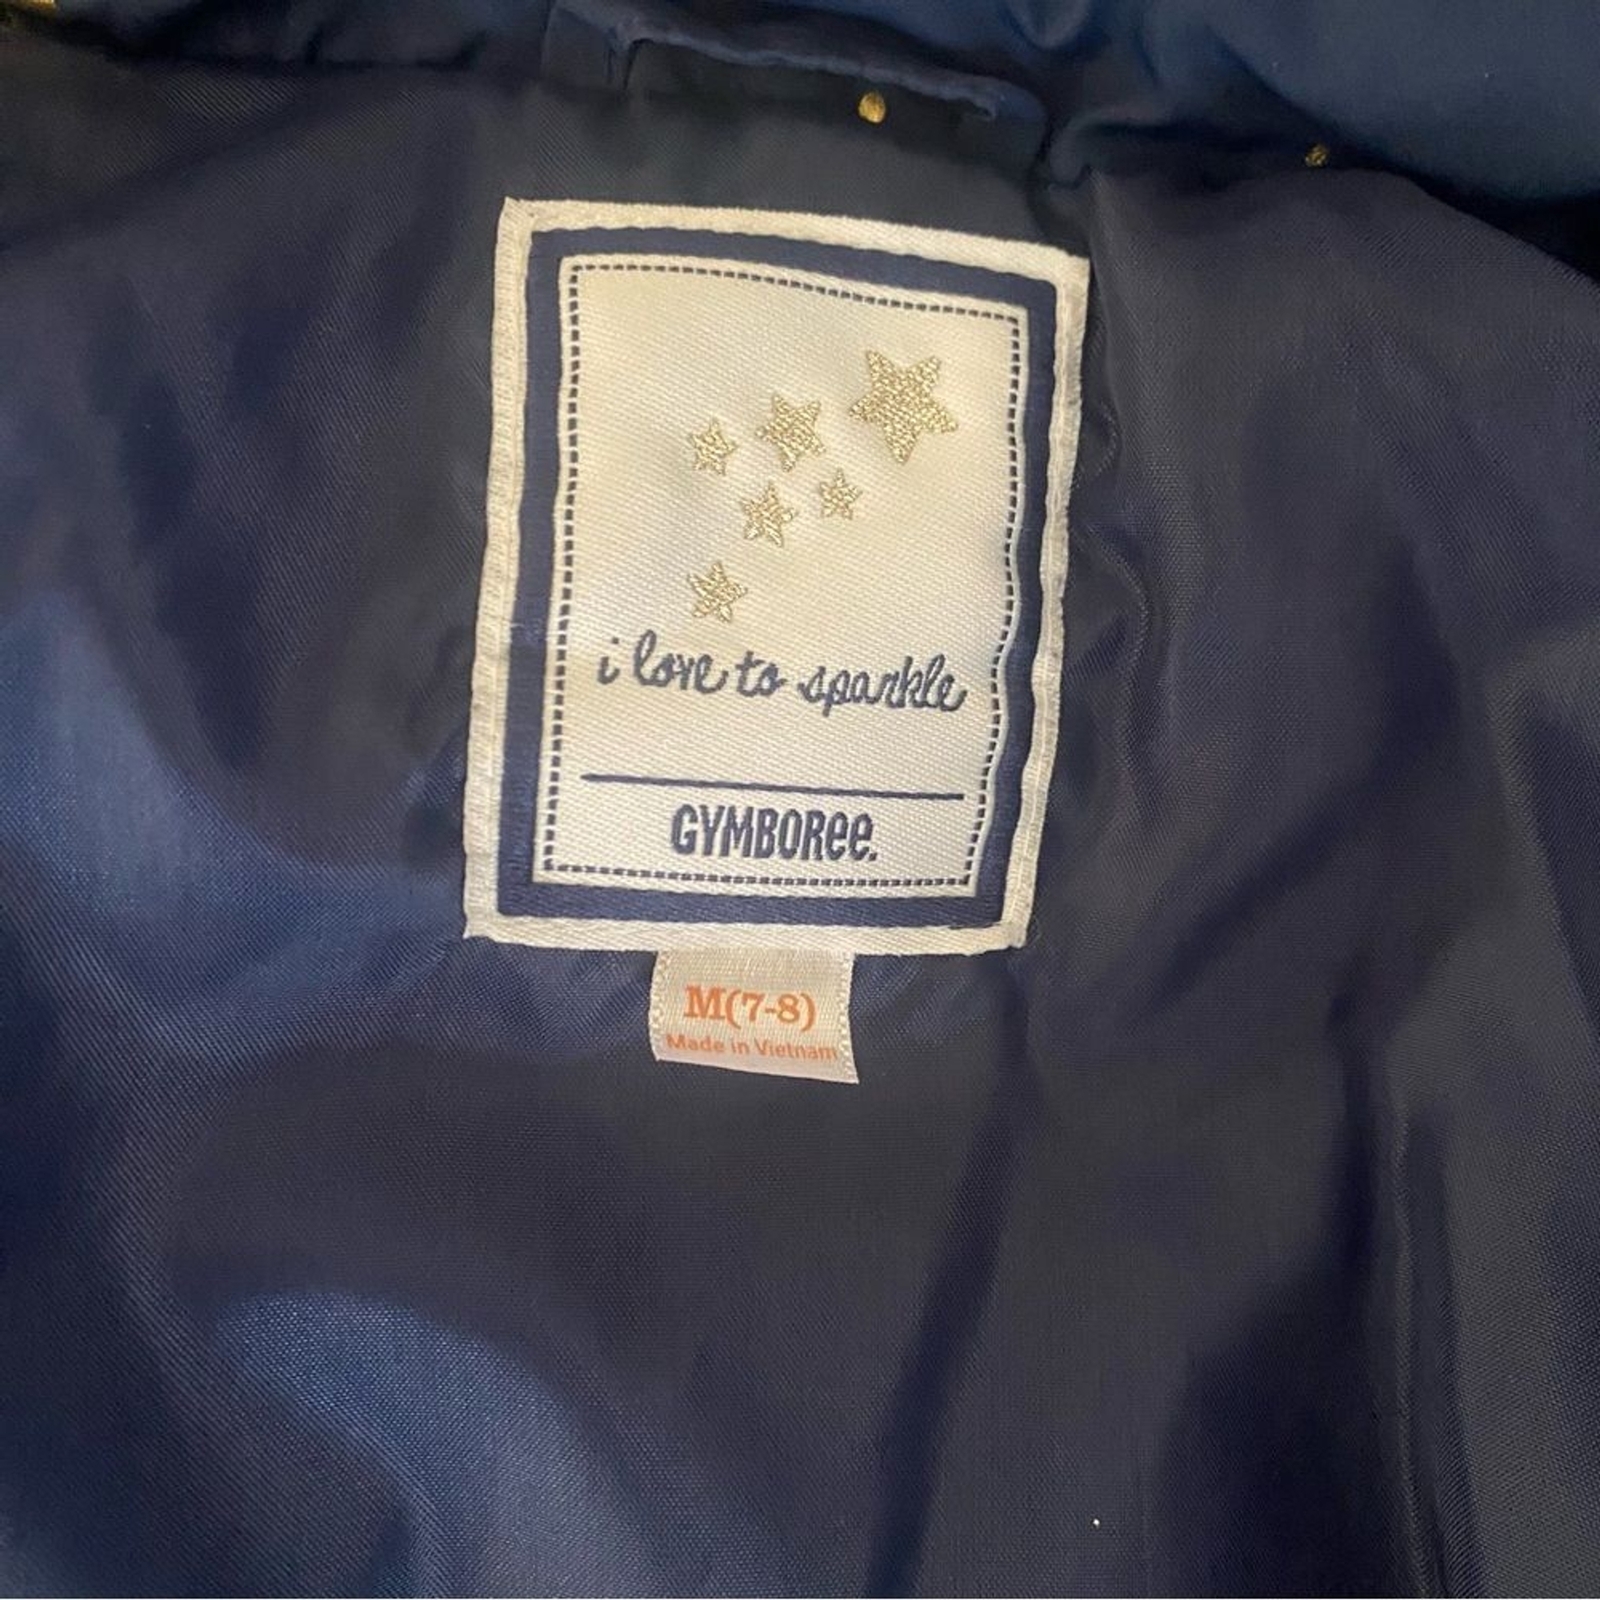 i love to sparkle
GYMBORee.
M(7-8)
Made in Vietnam